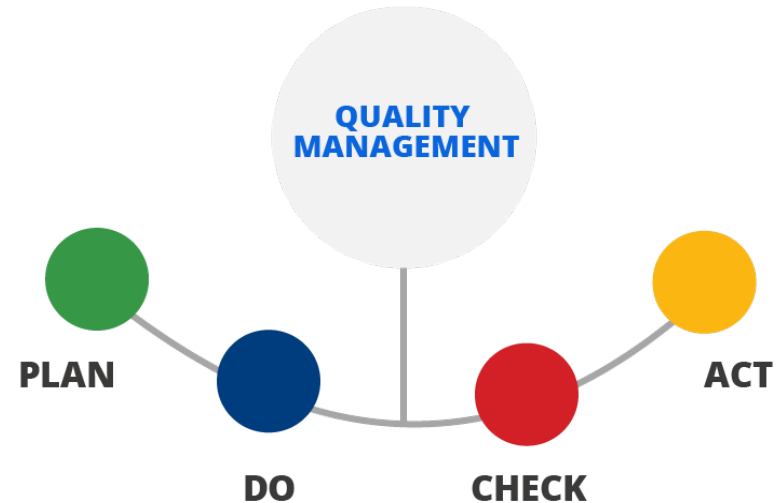 QUALITY
MANAGEMENT
PLAN
ACT
DO
CHECK